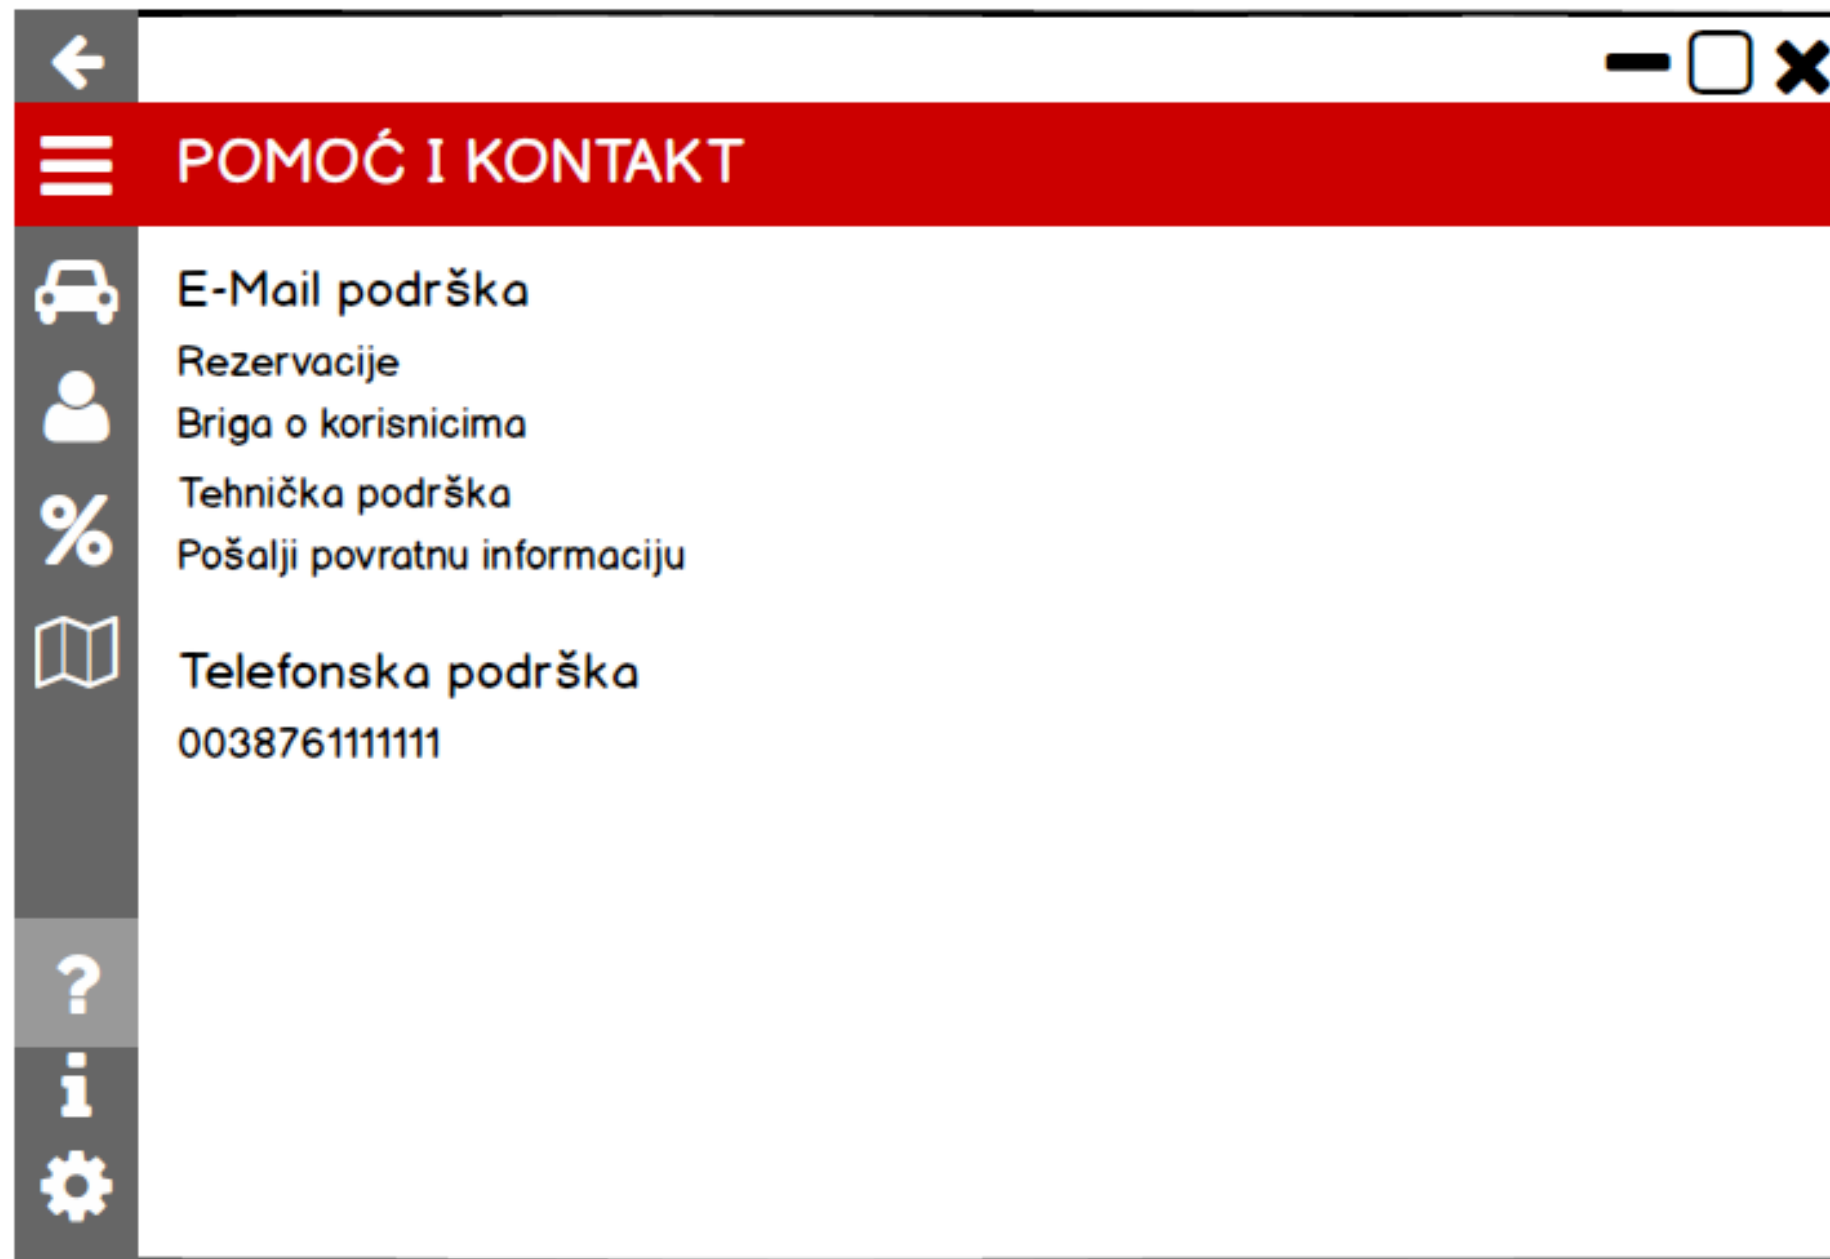 POMOĆ I KONTAKT
E-Mail podrška
Rezervacije
Briga o korisnicima
Tehnička podrška
Pošalji povratnu informaciju
Telefonska podrška
0038761111111